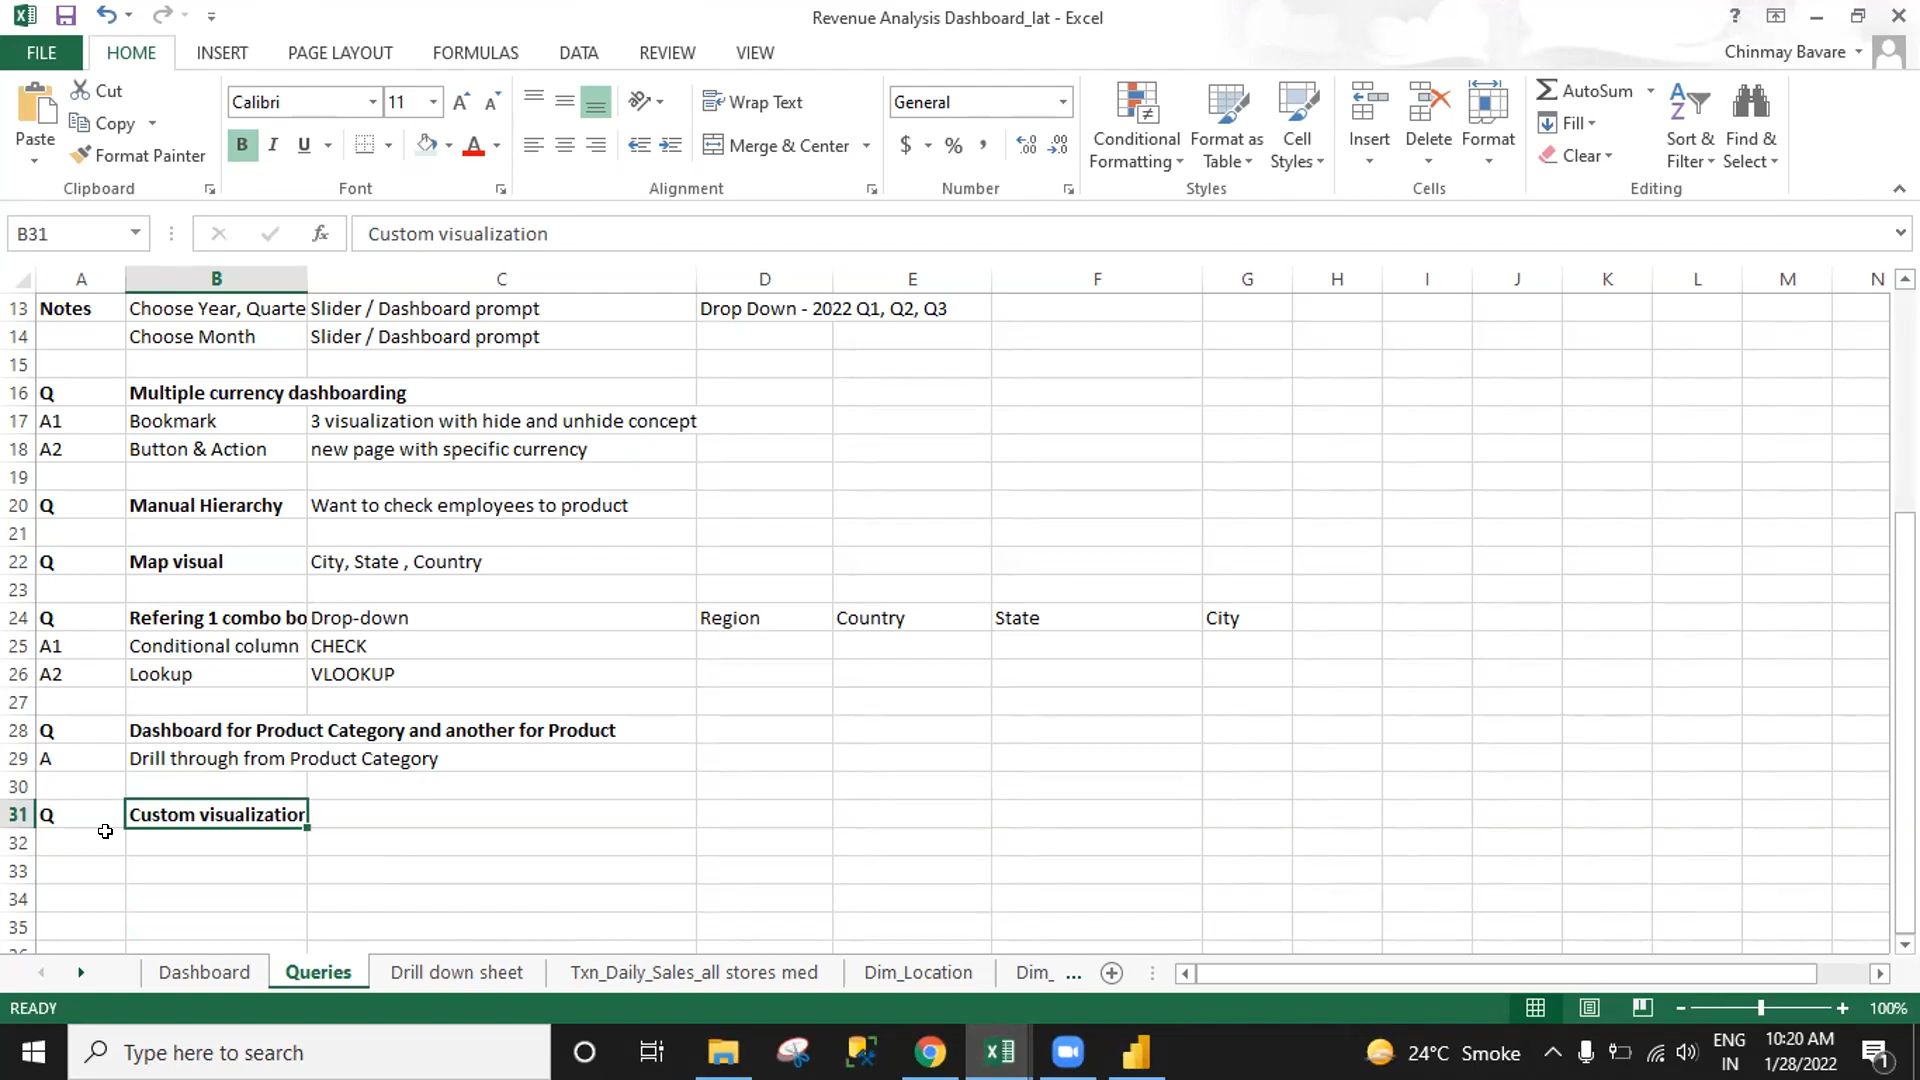 Revenue Analysis Dashboard_lat - Excel
?
FILE HOME INSERT PAGE LAYOUT FORMULAS DATA REVIEW VIEW
Chinmay Bavare
Paste
Cut
Copy
Format Painter
Clipboard
Calibri 11
B I U
Font
Wrap Text
Merge & Center
Alignment
General
$ % ,
Number
Conditional Formatting
Format as Table
Cell Styles
Styles
Insert
Delete
Format
Cells
AutoSum
Fill
Clear
Sort & Filter
Find & Select
Editing
B31 fx Custom visualization
A B C D E F G H I J K L M N
13 Notes Choose Year, Quarte Slider / Dashboard prompt Drop Down - 2022 Q1, Q2, Q3
14 Choose Month Slider / Dashboard prompt
15
16 Q Multiple currency dashboarding
17 A1 Bookmark 3 visualization with hide and unhide concept
18 A2 Button & Action new page with specific currency
19
20 Q Manual Hierarchy Want to check employees to product
21
22 Q Map visual City, State , Country
23
24 Q Refering 1 combo bo Drop-down Region Country State City
25 A1 Conditional column CHECK
26 A2 Lookup VLOOKUP
27
28 Q Dashboard for Product Category and another for Product
29 A Drill through from Product Category
30
31 Q Custom visualization
32
33
34
35
Dashboard Queries Drill down sheet Txn_Daily_Sales_all stores med Dim_Location Dim_ ...
READY 100%
Type here to search
24°C Smoke
ENG
IN
10:20 AM
1/28/2022
1